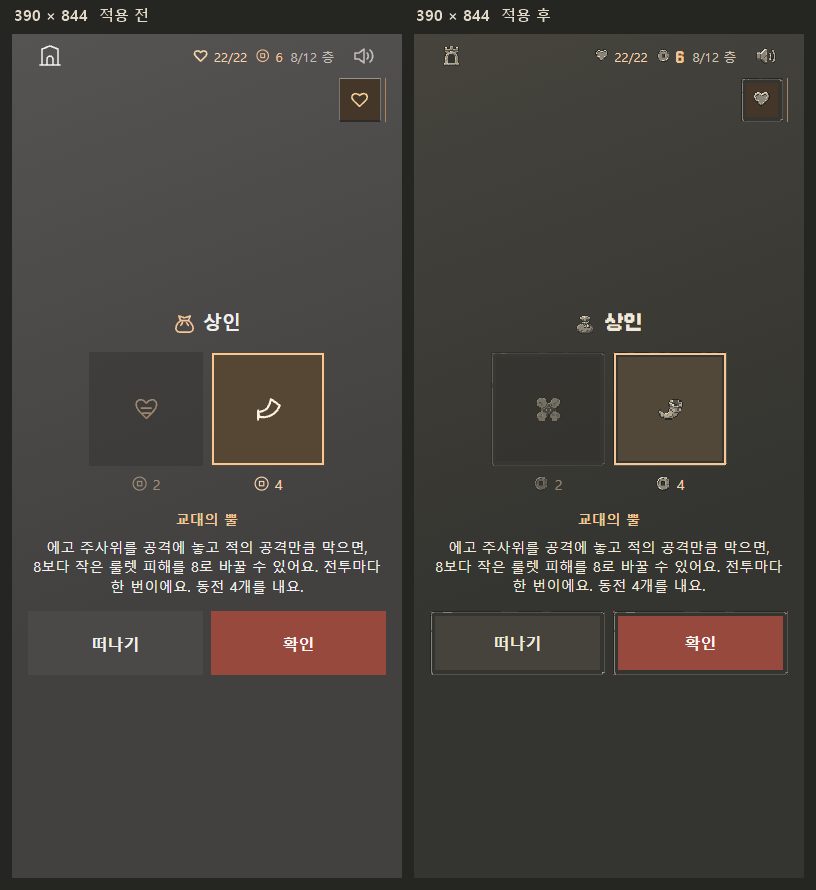 390 × 844 적용 전
22/22 6 8/12 층
상인
2 4
교대의 뿔
에고 주사위를 공격에 놓고 적의 공격만큼 막으면,
8보다 작은 룰렛 피해를 8로 바꿀 수 있어요. 전투마다
한 번이에요. 동전 4개를 내요.
떠나기 확인
390 × 844 적용 후
22/22 6 8/12 층
상인
2 4
교대의 뿔
에고 주사위를 공격에 놓고 적의 공격만큼 막으면,
8보다 작은 룰렛 피해를 8로 바꿀 수 있어요. 전투마다
한 번이에요. 동전 4개를 내요.
떠나기 확인